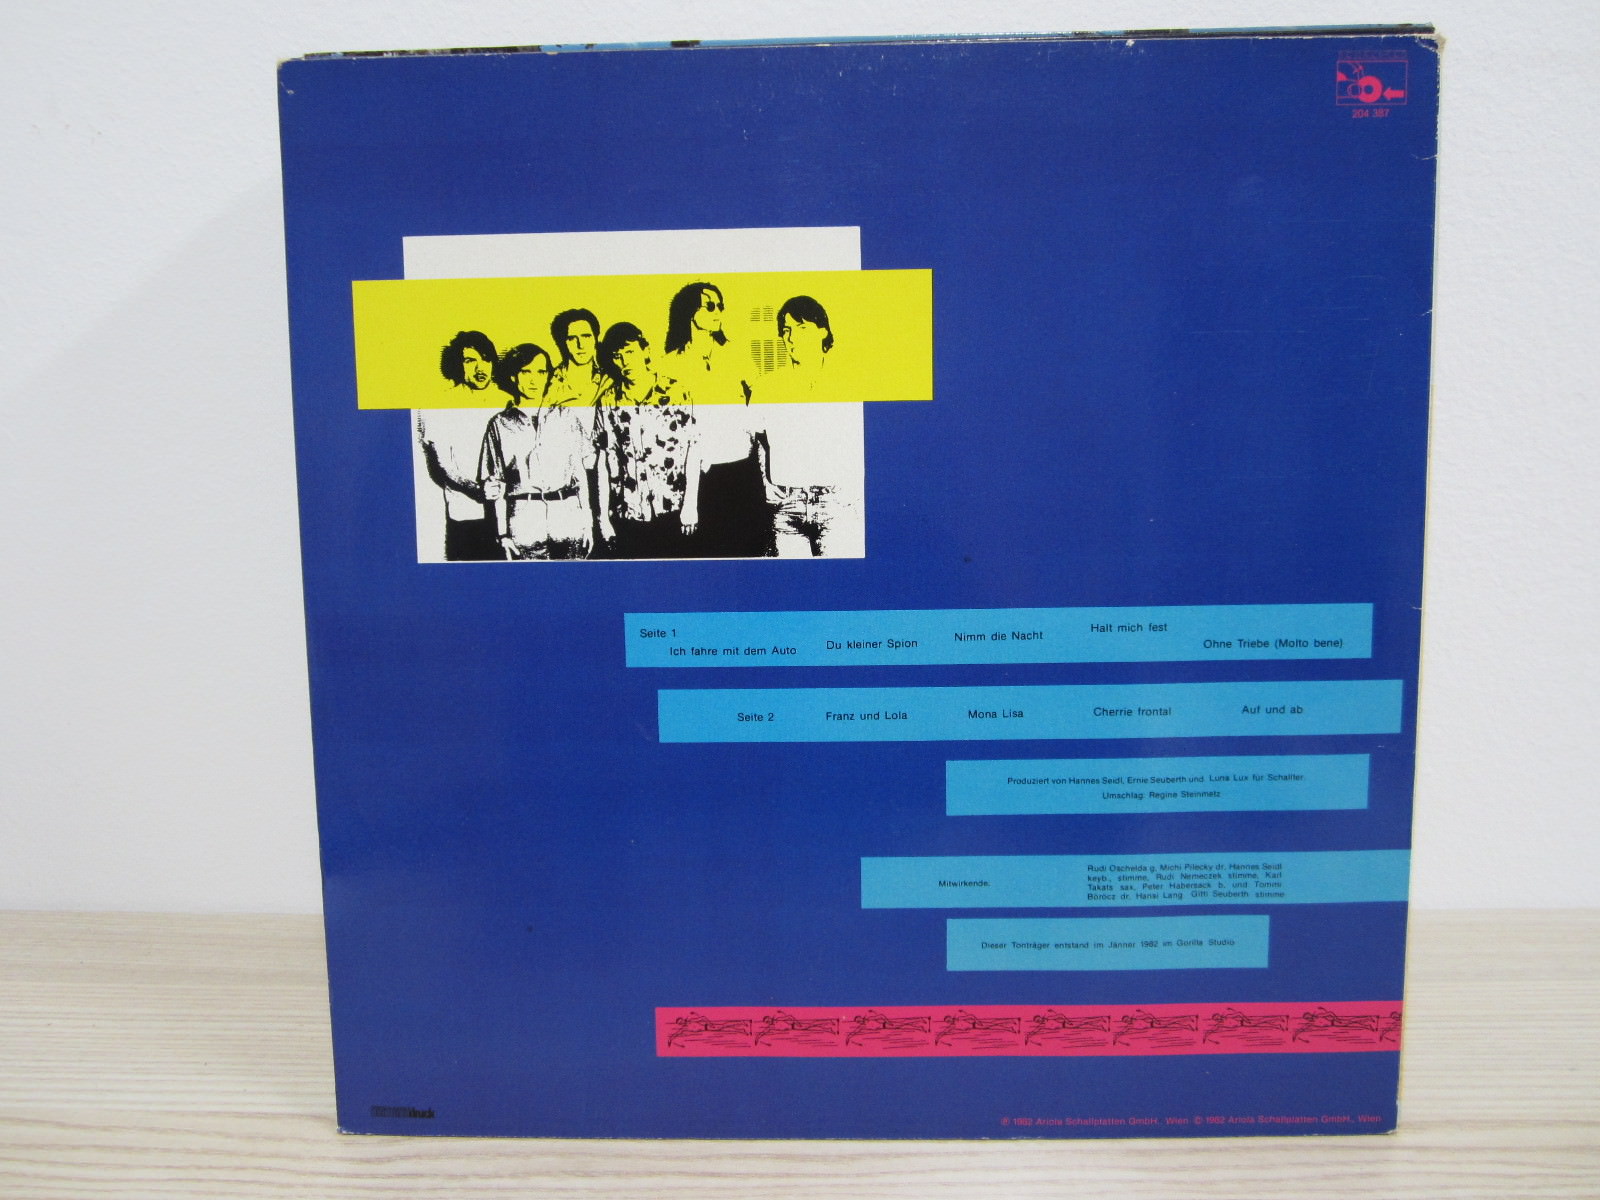 204 387
Seite 1
Ich fahre mit dem Auto
Du kleiner Spion
Nimm die Nacht
Halt mich fest
Ohne Triebe (Molto bene)
Seite 2
Franz und Lola
Mona Lisa
Cherrie frontal
Auf und ab
Produziert von Hannes Seidl, Ernie Seuberth und Luna Lux für Schallter.
Umschlag: Regine Steinmetz
Mitwirkende:
Rudi Oschelda g, Michi Pilecky dr, Hannes Seidl
keyb., stimme, Rudi Nemeczek stimme, Karl
Takats sax, Peter Habersack b. und Tommi
Böröcz dr, Hansi Lang Gitti Seuberth stimme
Dieser Tonträger entstand im Jänner 1982 im Gorilla Studio
druck
℗ 1982 Ariola Schallplatten GmbH. Wien © 1982 Ariola Schallplatten GmbH., Wien